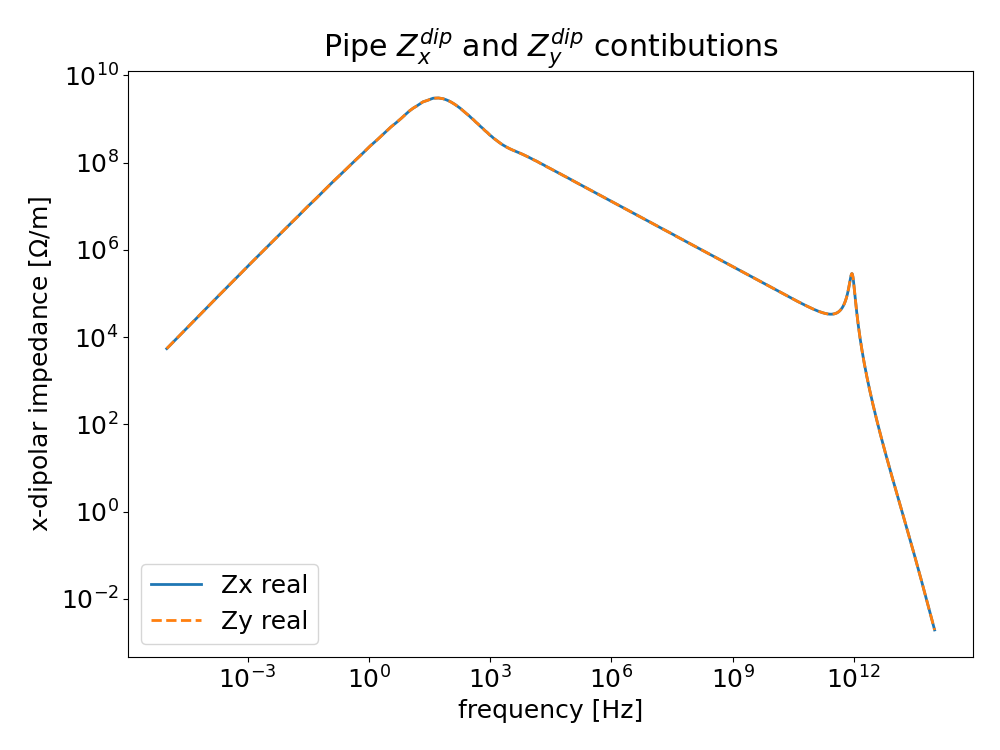 Pipe $Z_x^{dip}$ and $Z_y^{dip}$ contibutions
x-dipolar impedance [Ω/m]
10^{10}
10^{8}
10^{6}
10^{4}
10^{2}
10^{0}
10^{-2}
Zx real
Zy real
10^{-3} 10^{0} 10^{3} 10^{6} 10^{9} 10^{12}
frequency [Hz]